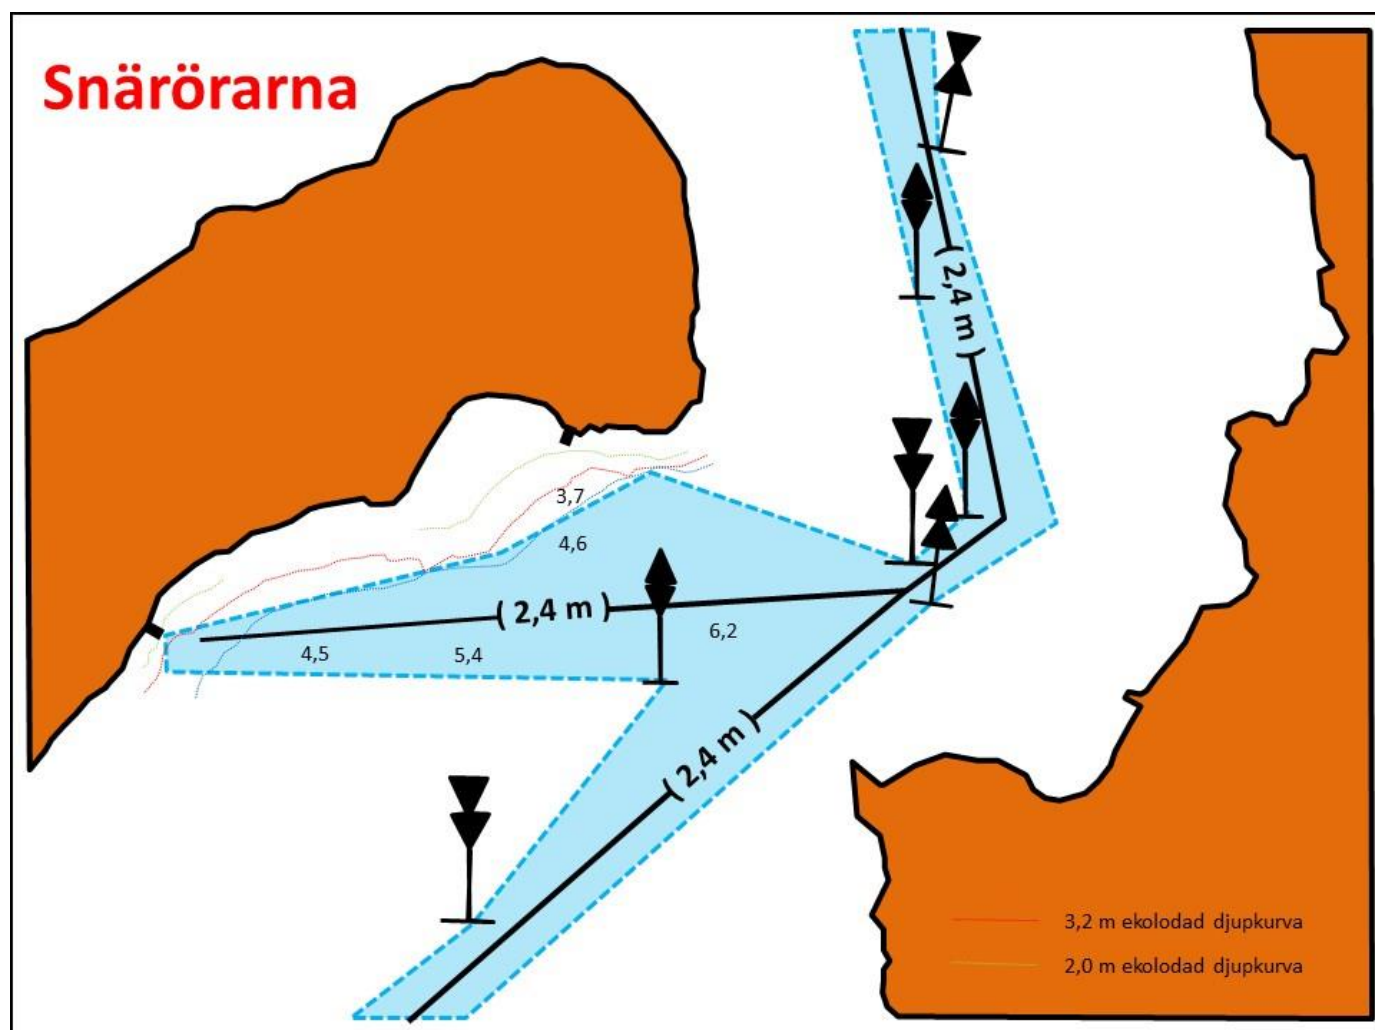 Snärörarna
( 2,4 m )
3,7
4,6
( 2,4 m )
6,2
4,5
5,4
( 2,4 m )
3,2 m ekolodad djupkurva
2,0 m ekolodad djupkurva